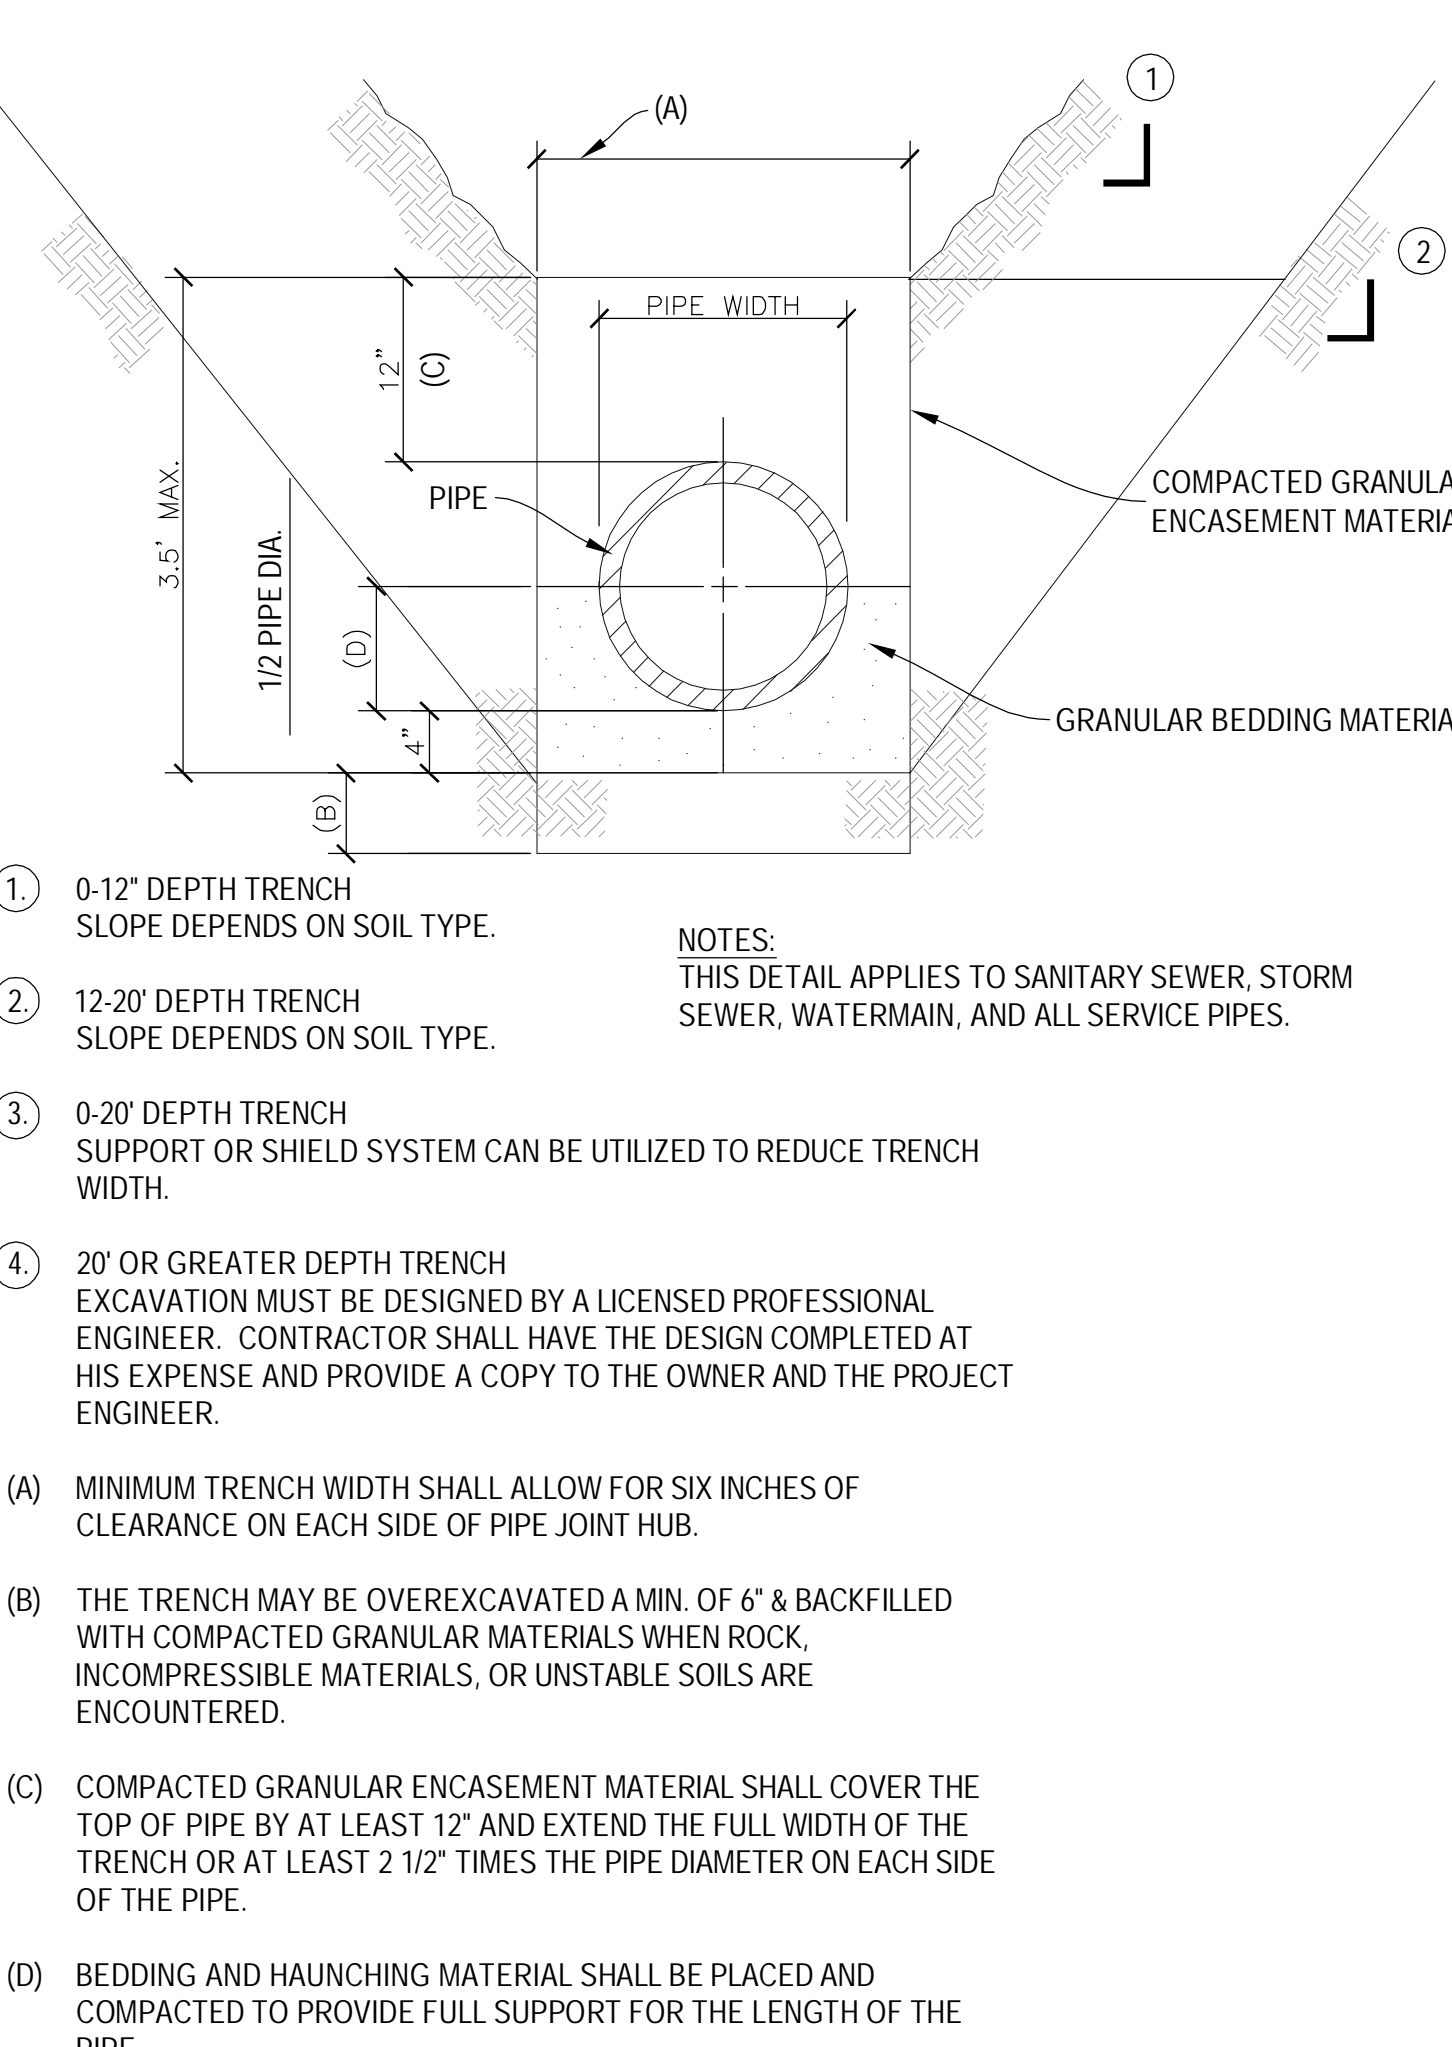 1
(A)
2
PIPE WIDTH
12"
(C)
3.5' MAX.
PIPE
COMPACTED GRANULA
ENCASEMENT MATERIA
1/2 PIPE DIA.
(D)
GRANULAR BEDDING MATERIA
4"
(B)
1. 0-12" DEPTH TRENCH
SLOPE DEPENDS ON SOIL TYPE.
NOTES:
THIS DETAIL APPLIES TO SANITARY SEWER, STORM
SEWER, WATERMAIN, AND ALL SERVICE PIPES.
2. 12-20' DEPTH TRENCH
SLOPE DEPENDS ON SOIL TYPE.
3. 0-20' DEPTH TRENCH
SUPPORT OR SHIELD SYSTEM CAN BE UTILIZED TO REDUCE TRENCH
WIDTH.
4. 20' OR GREATER DEPTH TRENCH
EXCAVATION MUST BE DESIGNED BY A LICENSED PROFESSIONAL
ENGINEER. CONTRACTOR SHALL HAVE THE DESIGN COMPLETED AT
HIS EXPENSE AND PROVIDE A COPY TO THE OWNER AND THE PROJECT
ENGINEER.
(A) MINIMUM TRENCH WIDTH SHALL ALLOW FOR SIX INCHES OF
CLEARANCE ON EACH SIDE OF PIPE JOINT HUB.
(B) THE TRENCH MAY BE OVEREXCAVATED A MIN. OF 6" & BACKFILLED
WITH COMPACTED GRANULAR MATERIALS WHEN ROCK,
INCOMPRESSIBLE MATERIALS, OR UNSTABLE SOILS ARE
ENCOUNTERED.
(C) COMPACTED GRANULAR ENCASEMENT MATERIAL SHALL COVER THE
TOP OF PIPE BY AT LEAST 12" AND EXTEND THE FULL WIDTH OF THE
TRENCH OR AT LEAST 2 1/2" TIMES THE PIPE DIAMETER ON EACH SIDE
OF THE PIPE.
(D) BEDDING AND HAUNCHING MATERIAL SHALL BE PLACED AND
COMPACTED TO PROVIDE FULL SUPPORT FOR THE LENGTH OF THE